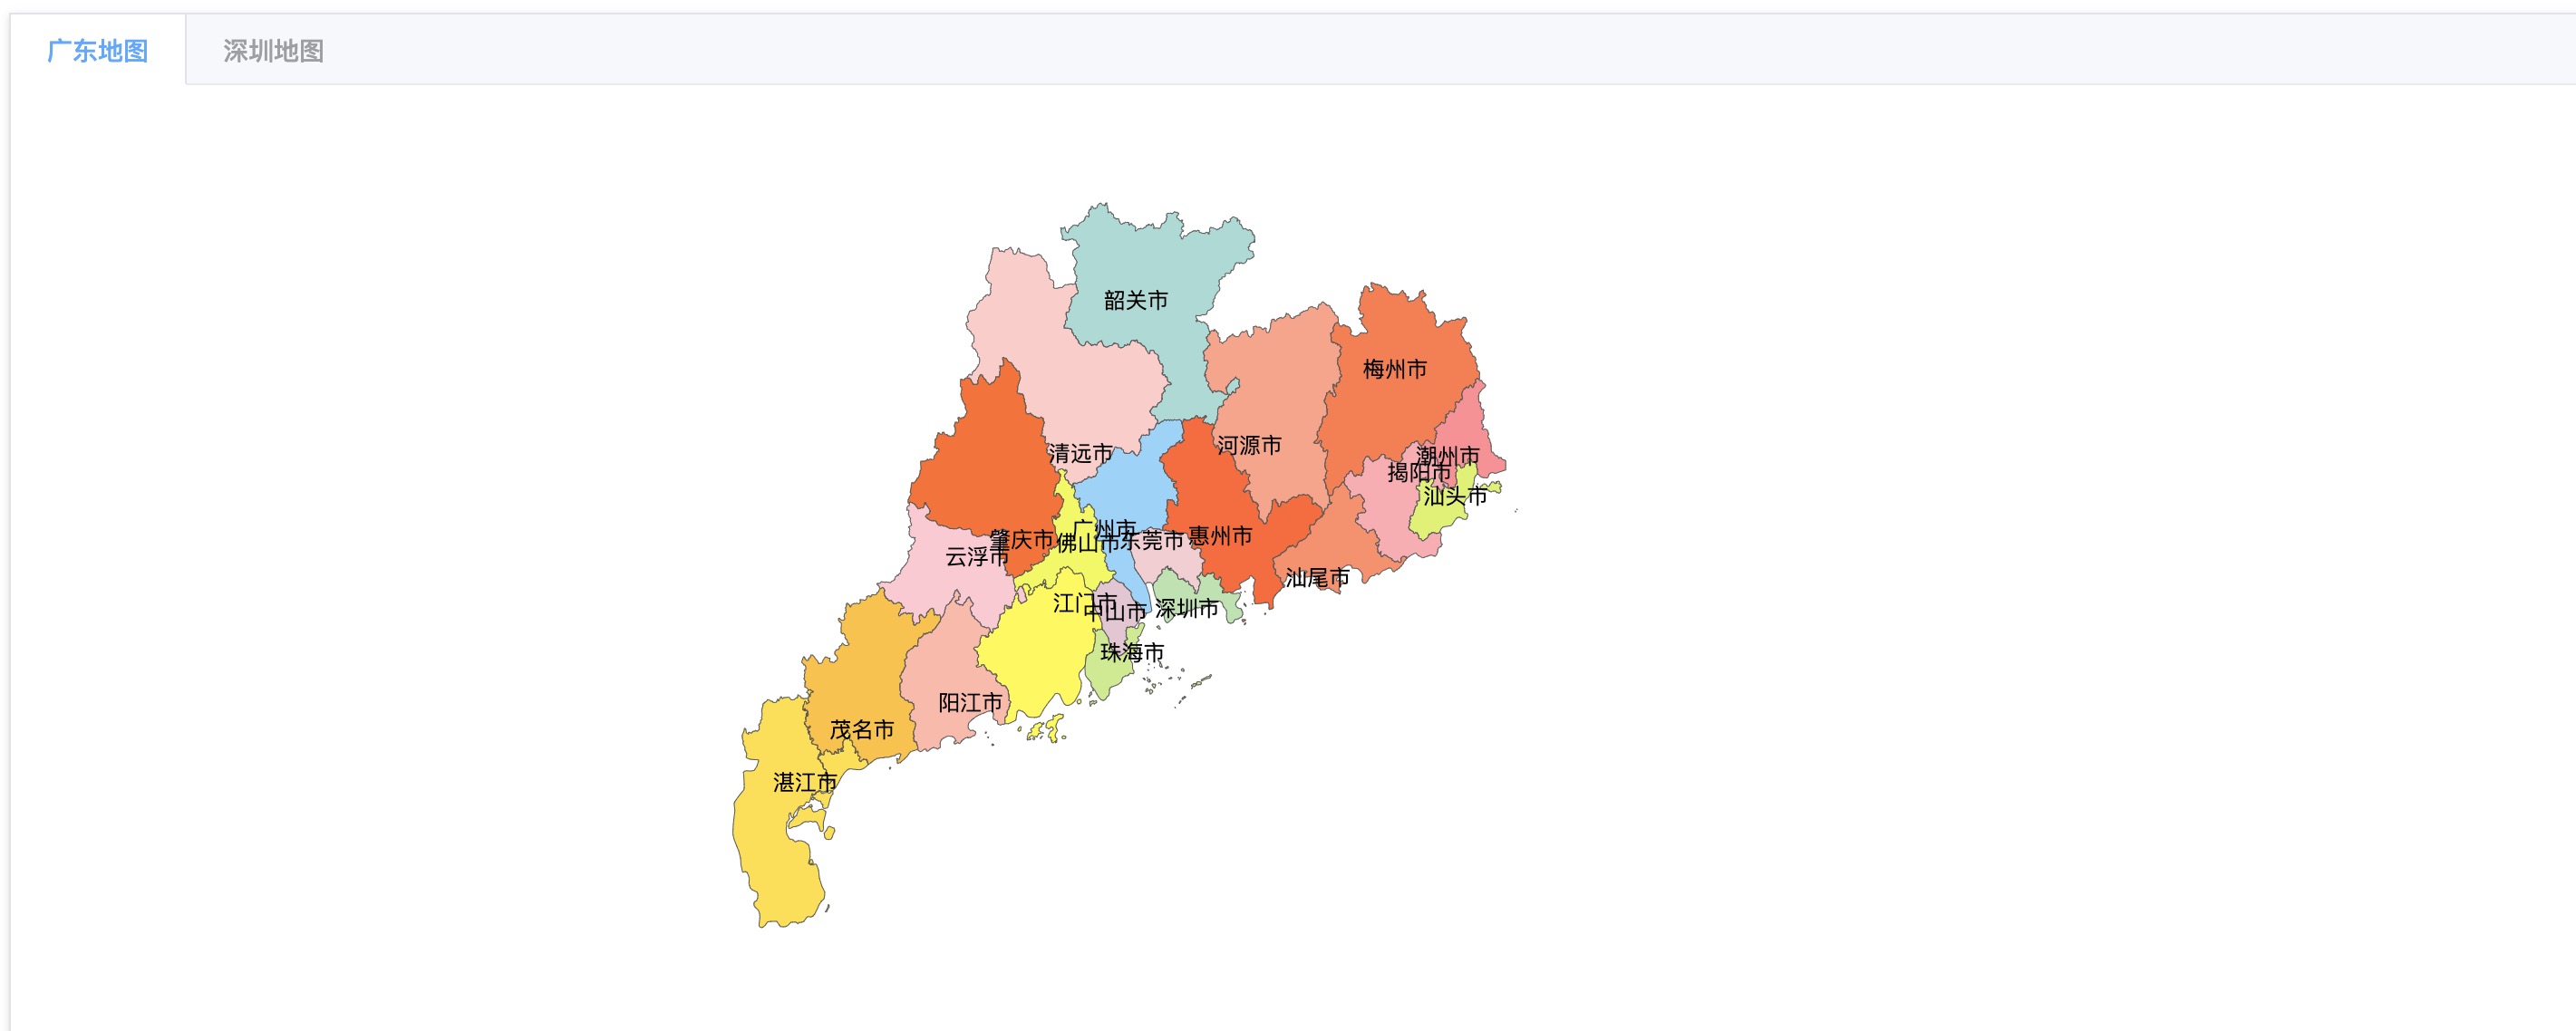 广东地图
深圳地图
韶关市
梅州市
河源市
清远市
潮州市
揭阳市
汕头市
广州市
惠州市
肇庆市
佛山市
东莞市
云浮市
汕尾市
江门市
中山市
深圳市
珠海市
阳江市
茂名市
湛江市